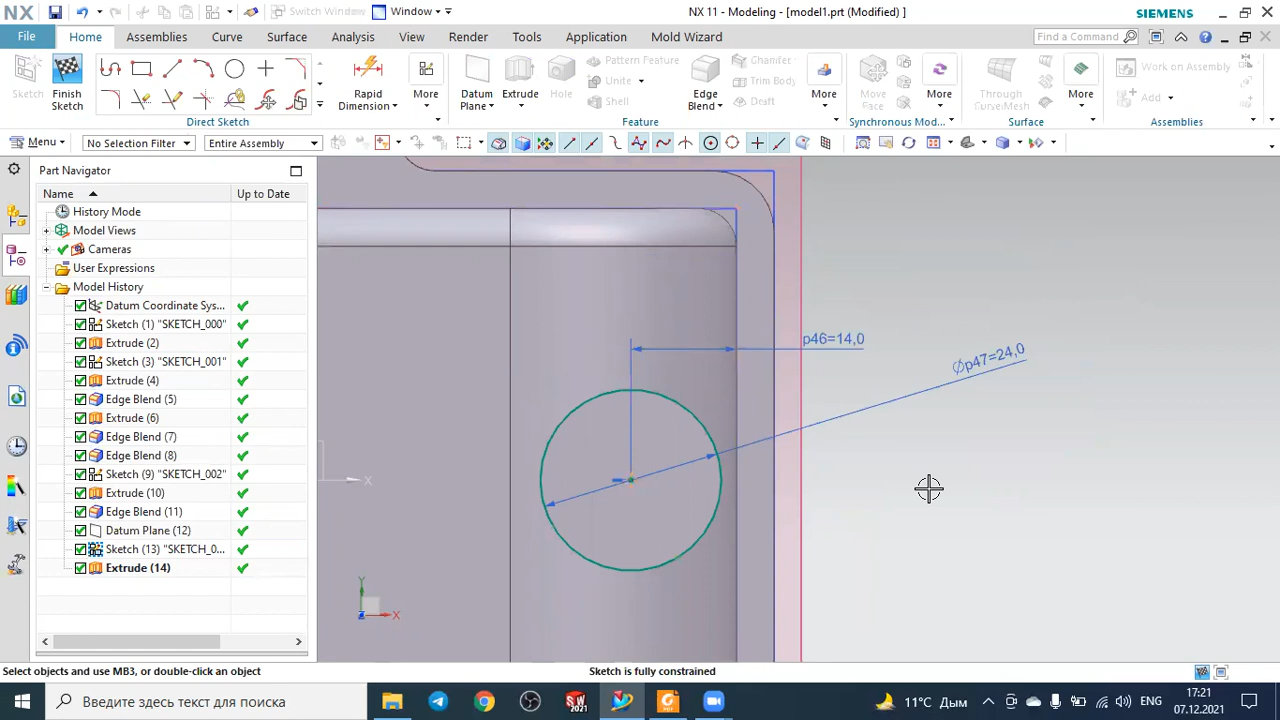 NX
Switch Window
Window
NX 11 - Modeling - [model1.prt (Modified) ]
SIEMENS
File
Home
Assemblies
Curve
Surface
Analysis
View
Render
Tools
Application
Mold Wizard
Find a Command
Sketch
Finish
Sketch
Rapid
Dimension
More
Datum
Plane
Extrude
Hole
Pattern Feature
Unite
Shell
Edge
Blend
Chamfer
Trim Body
Draft
More
Move
Face
More
Through
CurveMesh
More
Work on Assembly
Add
Direct Sketch
Feature
Synchronous Mod...
Surface
Assemblies
Menu
No Selection Filter
Entire Assembly
Part Navigator
Name
Up to Date
History Mode
Model Views
Cameras
User Expressions
Model History
Datum Coordinate Sys...
Sketch (1) "SKETCH_000"
Extrude (2)
Sketch (3) "SKETCH_001"
Extrude (4)
Edge Blend (5)
Extrude (6)
Edge Blend (7)
Edge Blend (8)
Sketch (9) "SKETCH_002"
Extrude (10)
Edge Blend (11)
Datum Plane (12)
Sketch (13) "SKETCH_0...
Extrude (14)
p46=14,0
Øp47=24,0
X
Y
X
Select objects and use MB3, or double-click an object
Sketch is fully constrained
Введите здесь текст для поиска
SW
2021
PDF
11°C Дым
ENG
17:21
07.12.2021